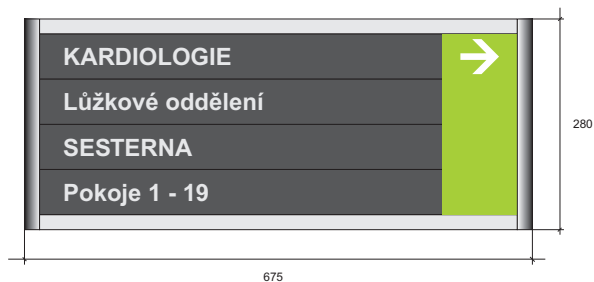 KARDIOLOGIE
Lůžkové oddělení
SESTERNA
Pokoje 1 - 19
280
675